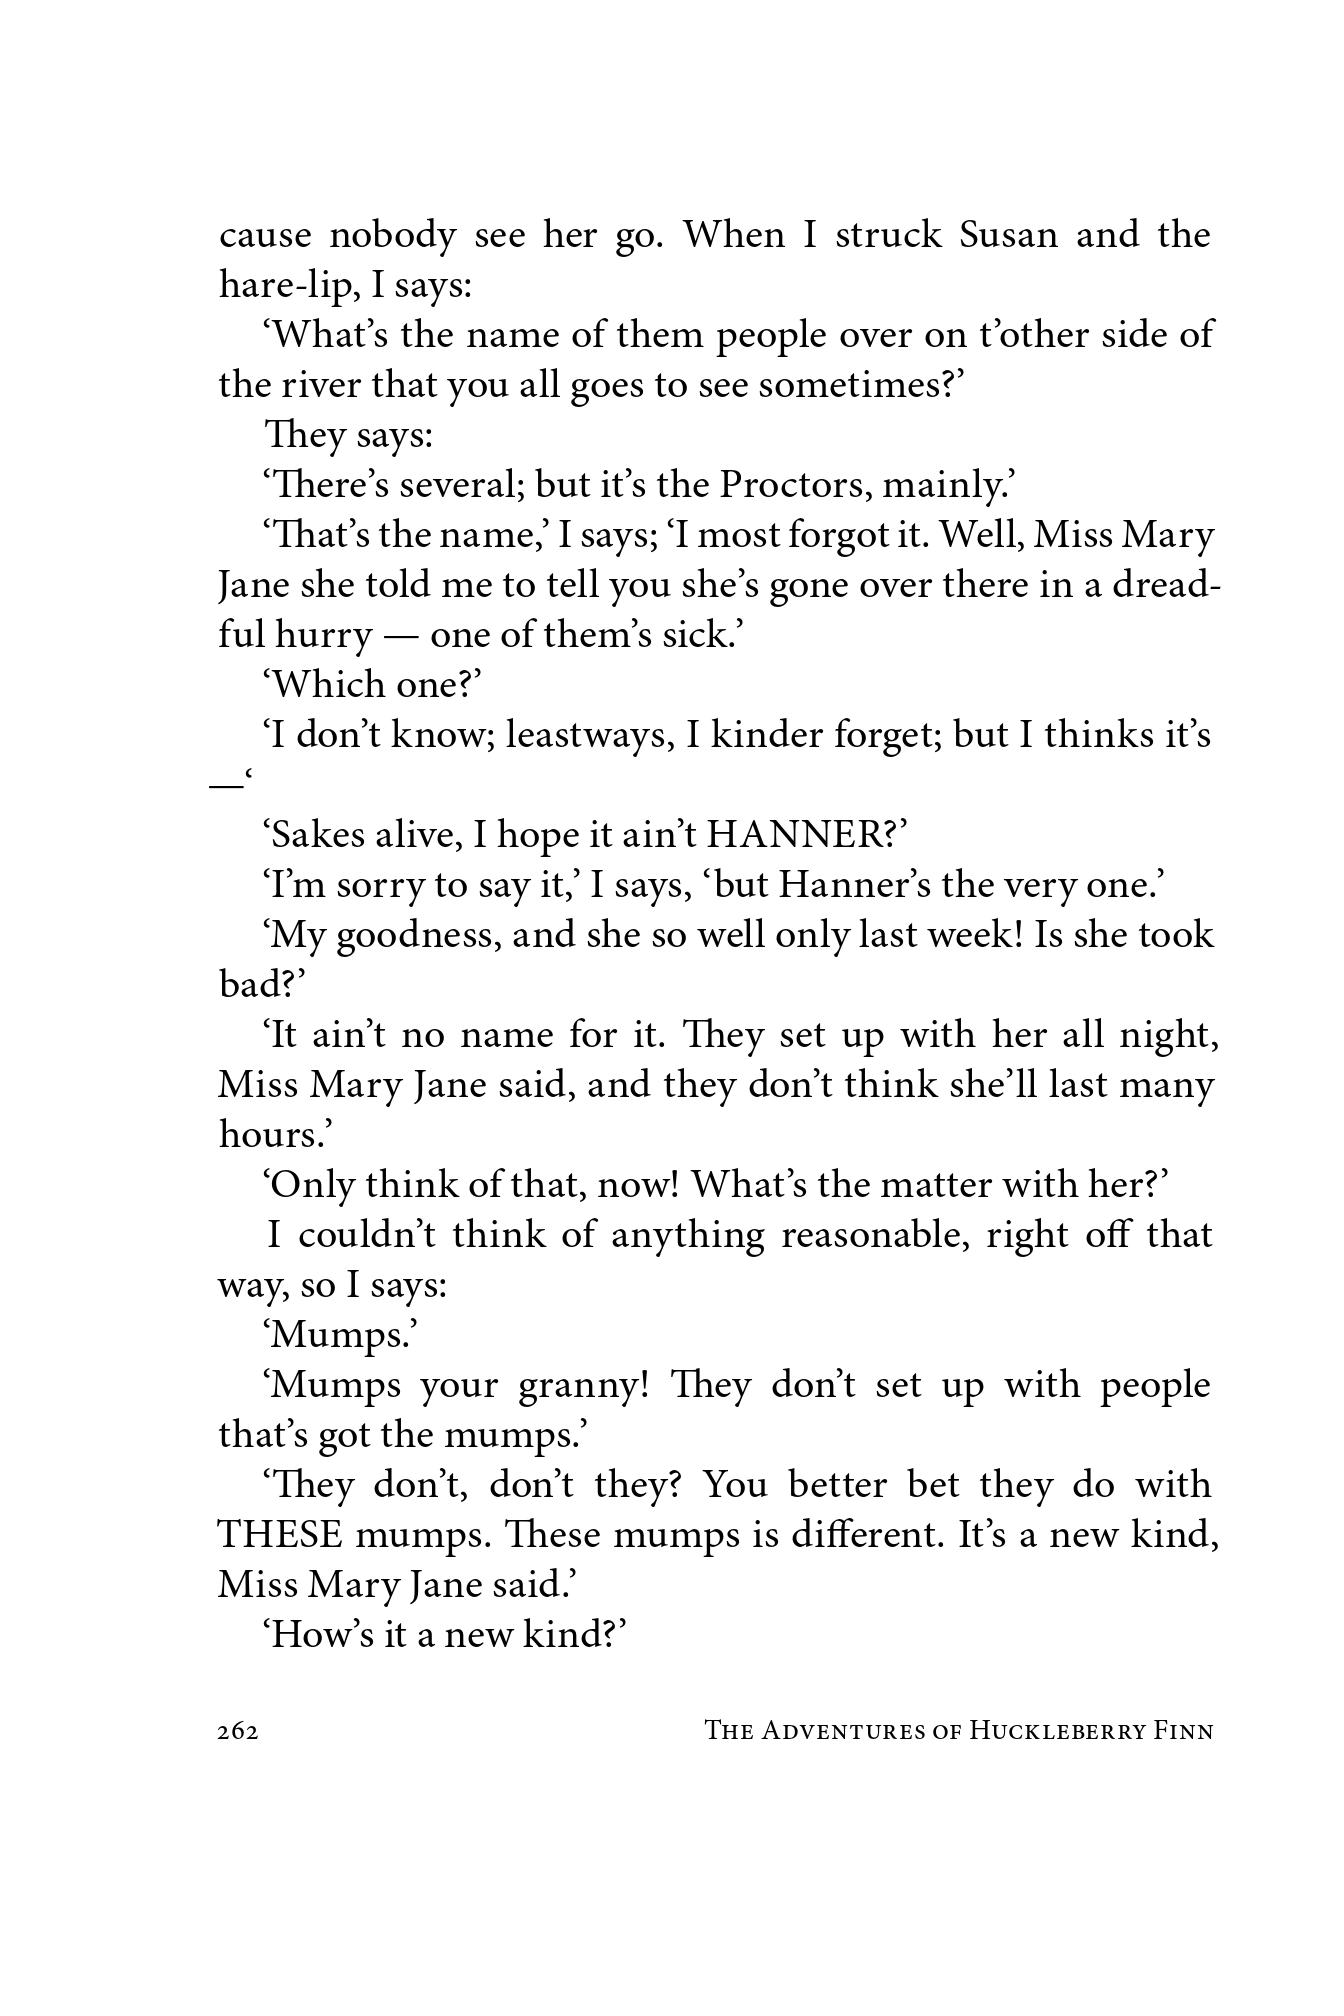 cause nobody see her go. When I struck Susan and the
hare-lip, I says:
‘What’s the name of them people over on t’other side of
the river that you all goes to see sometimes?’
They says:
‘There’s several; but it’s the Proctors, mainly.’
‘That’s the name,’ I says; ‘I most forgot it. Well, Miss Mary
Jane she told me to tell you she’s gone over there in a dread-
ful hurry — one of them’s sick.’
‘Which one?’
‘I don’t know; leastways, I kinder forget; but I thinks it’s
—‘
‘Sakes alive, I hope it ain’t HANNER?’
‘I’m sorry to say it,’ I says, ‘but Hanner’s the very one.’
‘My goodness, and she so well only last week! Is she took
bad?’
‘It ain’t no name for it. They set up with her all night,
Miss Mary Jane said, and they don’t think she’ll last many
hours.’
‘Only think of that, now! What’s the matter with her?’
I couldn’t think of anything reasonable, right off that
way, so I says:
‘Mumps.’
‘Mumps your granny! They don’t set up with people
that’s got the mumps.’
‘They don’t, don’t they? You better bet they do with
THESE mumps. These mumps is different. It’s a new kind,
Miss Mary Jane said.’
‘How’s it a new kind?’
262 The Adventures of Huckleberry Finn